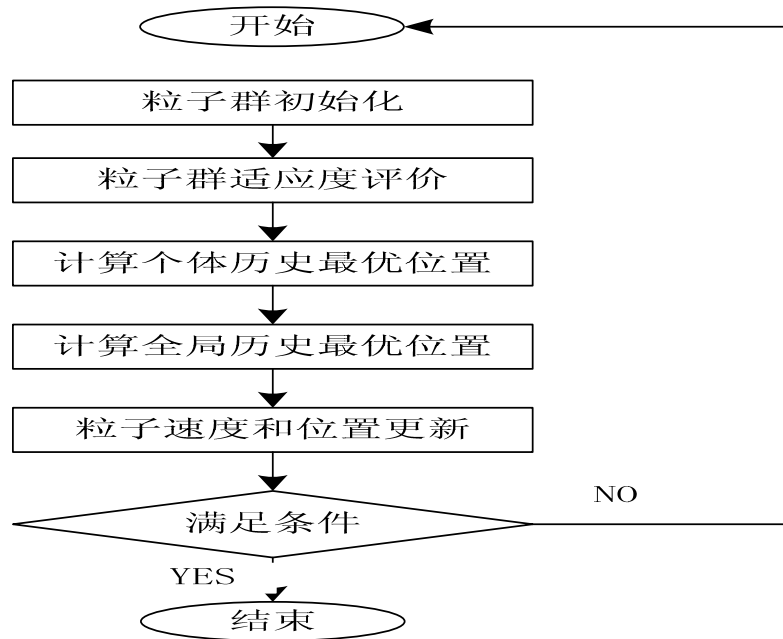 开始
粒子群初始化
粒子群适应度评价
计算个体历史最优位置
计算全局历史最优位置
粒子速度和位置更新
满足条件
NO
YES
结束